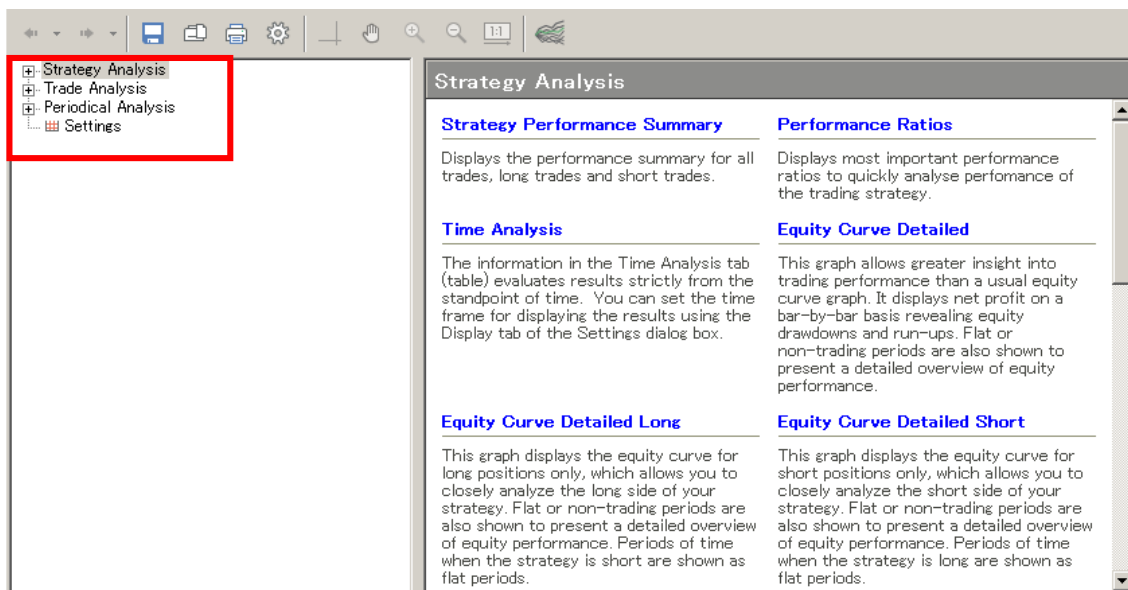 1:1
Strategy Analysis
Trade Analysis
Periodical Analysis
Settings
Strategy Analysis
Strategy Performance Summary
Displays the performance summary for all
trades, long trades and short trades.
Performance Ratios
Displays most important performance
ratios to quickly analyse perfomance of
the trading strategy.
Time Analysis
The information in the Time Analysis tab
(table) evaluates results strictly from the
standpoint of time.  You can set the time
frame for displaying the results using the
Display tab of the Settings dialog box.
Equity Curve Detailed
This graph allows greater insight into
trading performance than a usual equity
curve graph. It displays net profit on a
bar-by-bar basis revealing equity
drawdowns and run-ups. Flat or
non-trading periods are also shown to
present a detailed overview of equity
performance.
Equity Curve Detailed Long
This graph displays the equity curve for
long positions only, which allows you to
closely analyze the long side of your
strategy. Flat or non-trading periods are
also shown to present a detailed overview
of equity performance. Periods of time
when the strategy is short are shown as
flat periods.
Equity Curve Detailed Short
This graph displays the equity curve for
short positions only, which allows you to
closely analyze the short side of your
strategy. Flat or non-trading periods are
also shown to present a detailed overview
of equity performance. Periods of time
when the strategy is long are shown as
flat periods.